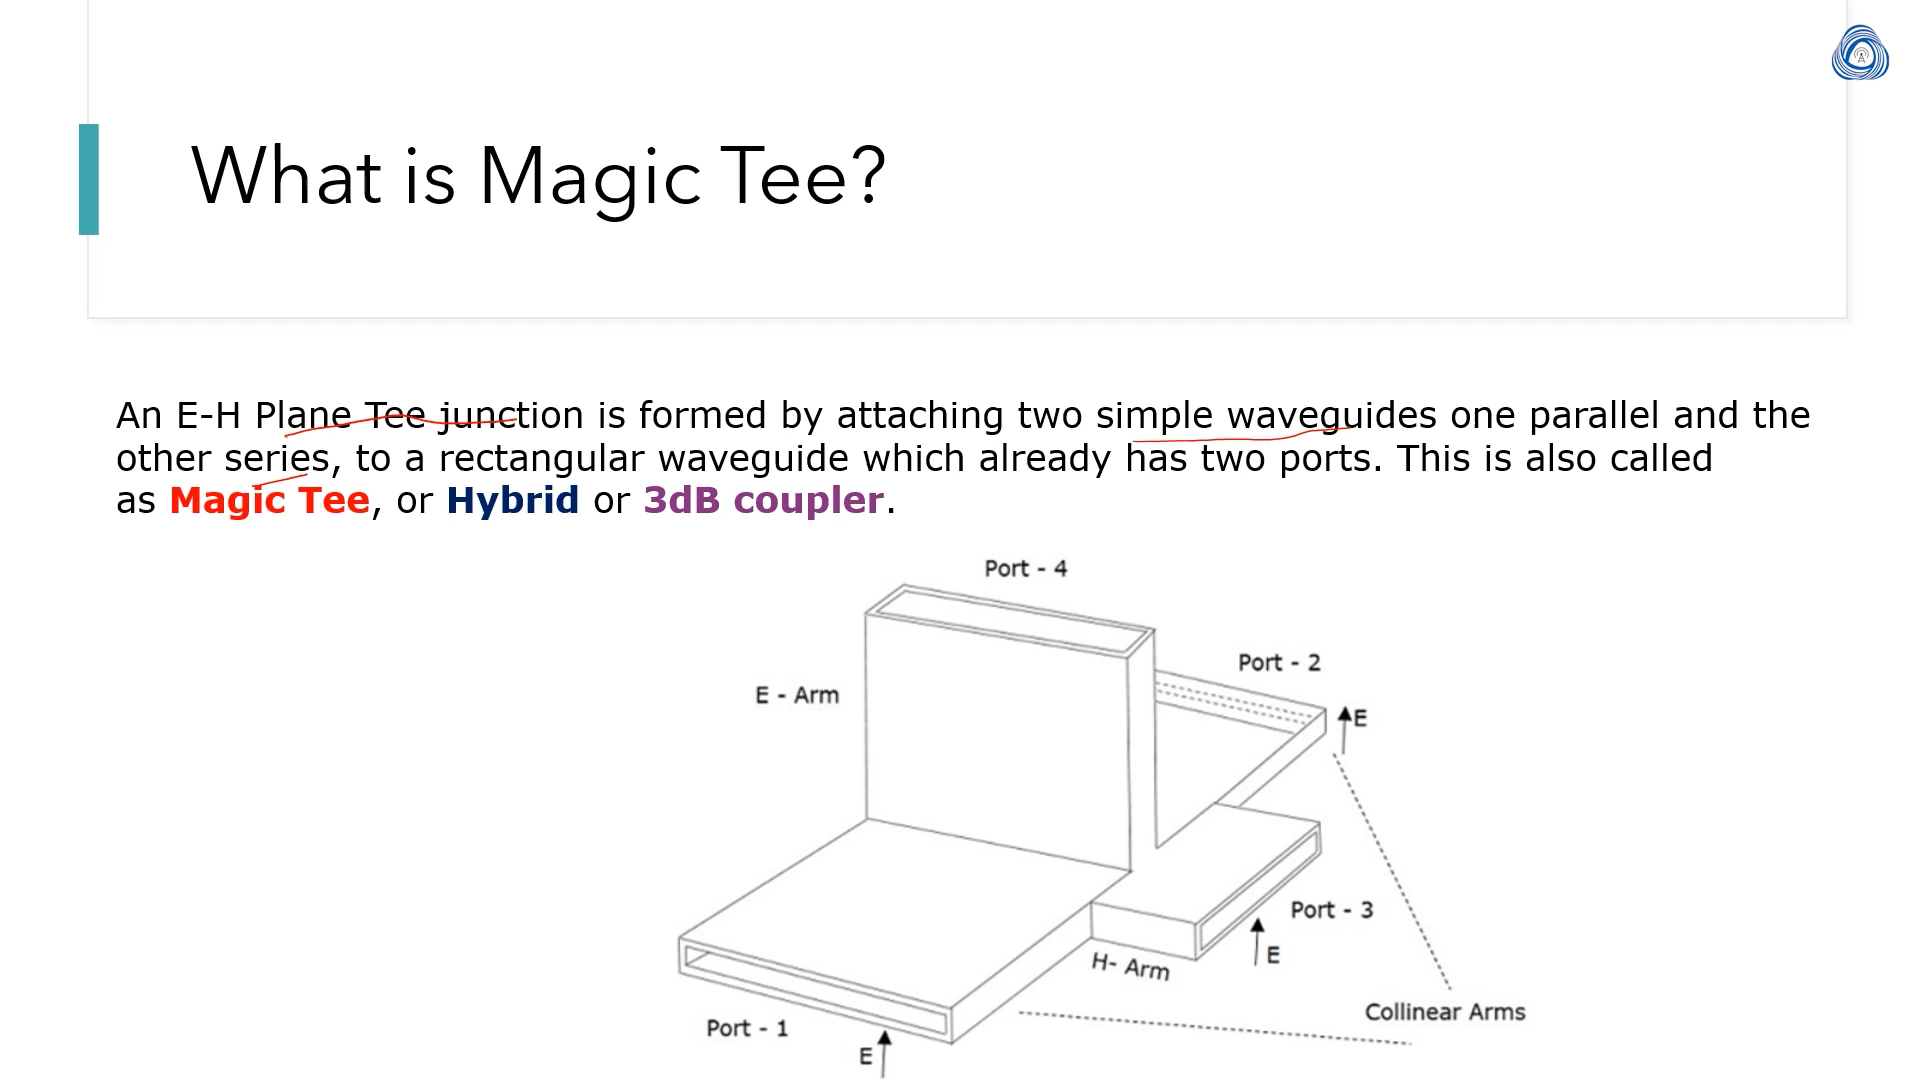 What is Magic Tee?
An E-H Plane Tee junction is formed by attaching two simple waveguides one parallel and the
other series, to a rectangular waveguide which already has two ports. This is also called
as Magic Tee, or Hybrid or 3dB coupler.
Port - 4
Port - 2
E - Arm
E
Port - 3
E
H- Arm
Collinear Arms
Port - 1
E